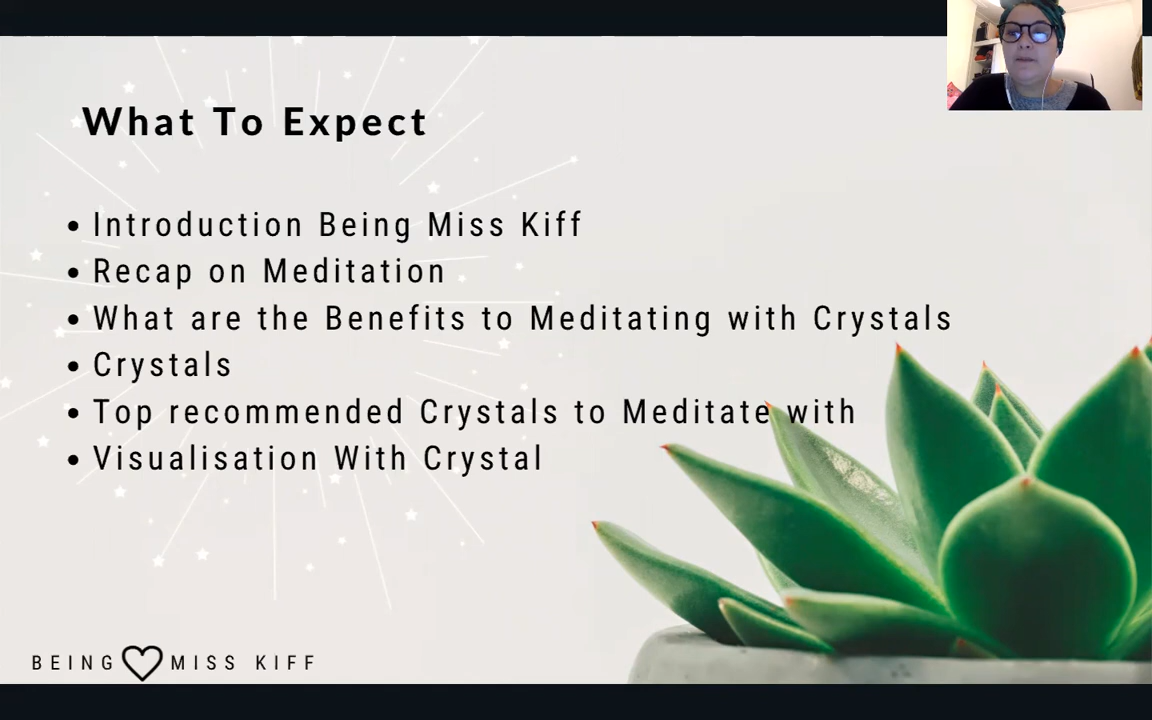 What To Expect
• Introduction Being Miss Kiff
• Recap on Meditation
• What are the Benefits to Meditating with Crystals
• Crystals
• Top recommended Crystals to Meditate with
• Visualisation With Crystal
BEING MISS KIFF